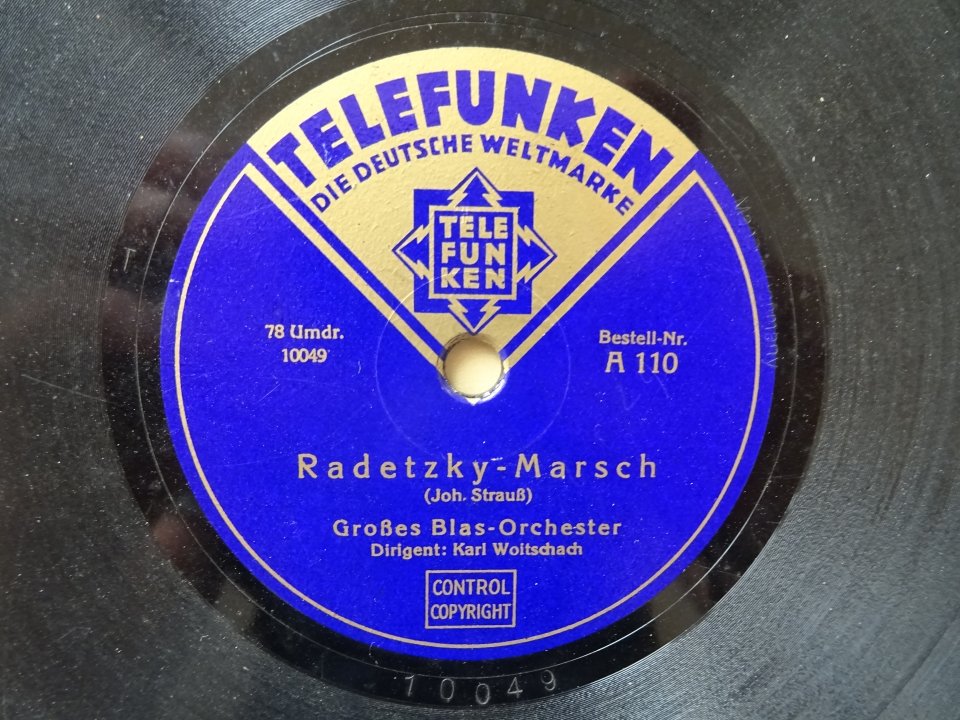 TELEFUNKEN
DIE DEUTSCHE WELTMARKE
TELE
FUN
KEN
78 Umdr.
10049
Bestell-Nr.
A 110
Radetzky-Marsch
(Joh. Strauß)
Großes Blas-Orchester
Dirigent: Karl Woitschach
CONTROL
COPYRIGHT
10049